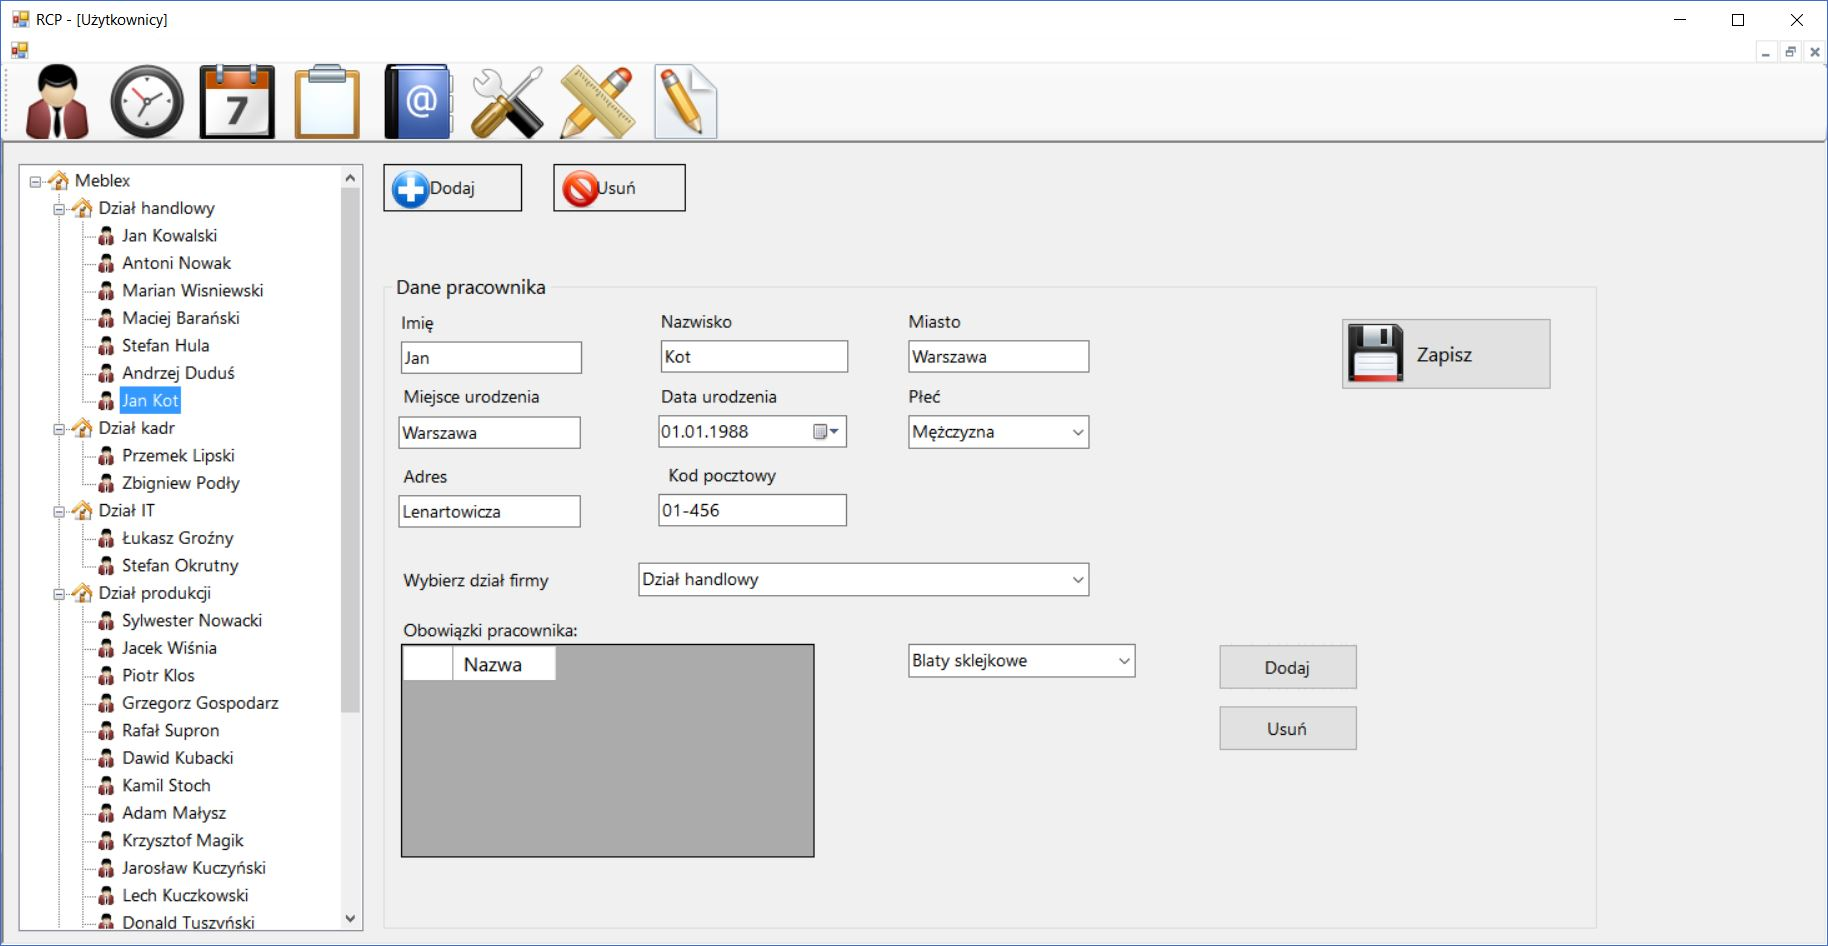 RCP - [Użytkownicy]
7
@
Meblex
Dział handlowy
Jan Kowalski
Antoni Nowak
Marian Wisniewski
Maciej Barański
Stefan Hula
Andrzej Duduś
Jan Kot
Dział kadr
Przemek Lipski
Zbigniew Podły
Dział IT
Łukasz Groźny
Stefan Okrutny
Dział produkcji
Sylwester Nowacki
Jacek Wiśnia
Piotr Klos
Grzegorz Gospodarz
Rafał Supron
Dawid Kubacki
Kamil Stoch
Adam Małysz
Krzysztof Magik
Jarosław Kuczyński
Lech Kuczkowski
Donald Tuszyński
Dodaj
Usuń
Dane pracownika
Imię
Nazwisko
Miasto
Jan
Kot
Warszawa
Zapisz
Miejsce urodzenia
Data urodzenia
Płeć
Warszawa
01.01.1988
Mężczyzna
Adres
Kod pocztowy
Lenartowicza
01-456
Wybierz dział firmy
Dział handlowy
Obowiązki pracownika:
Nazwa
Blaty sklejkowe
Dodaj
Usuń